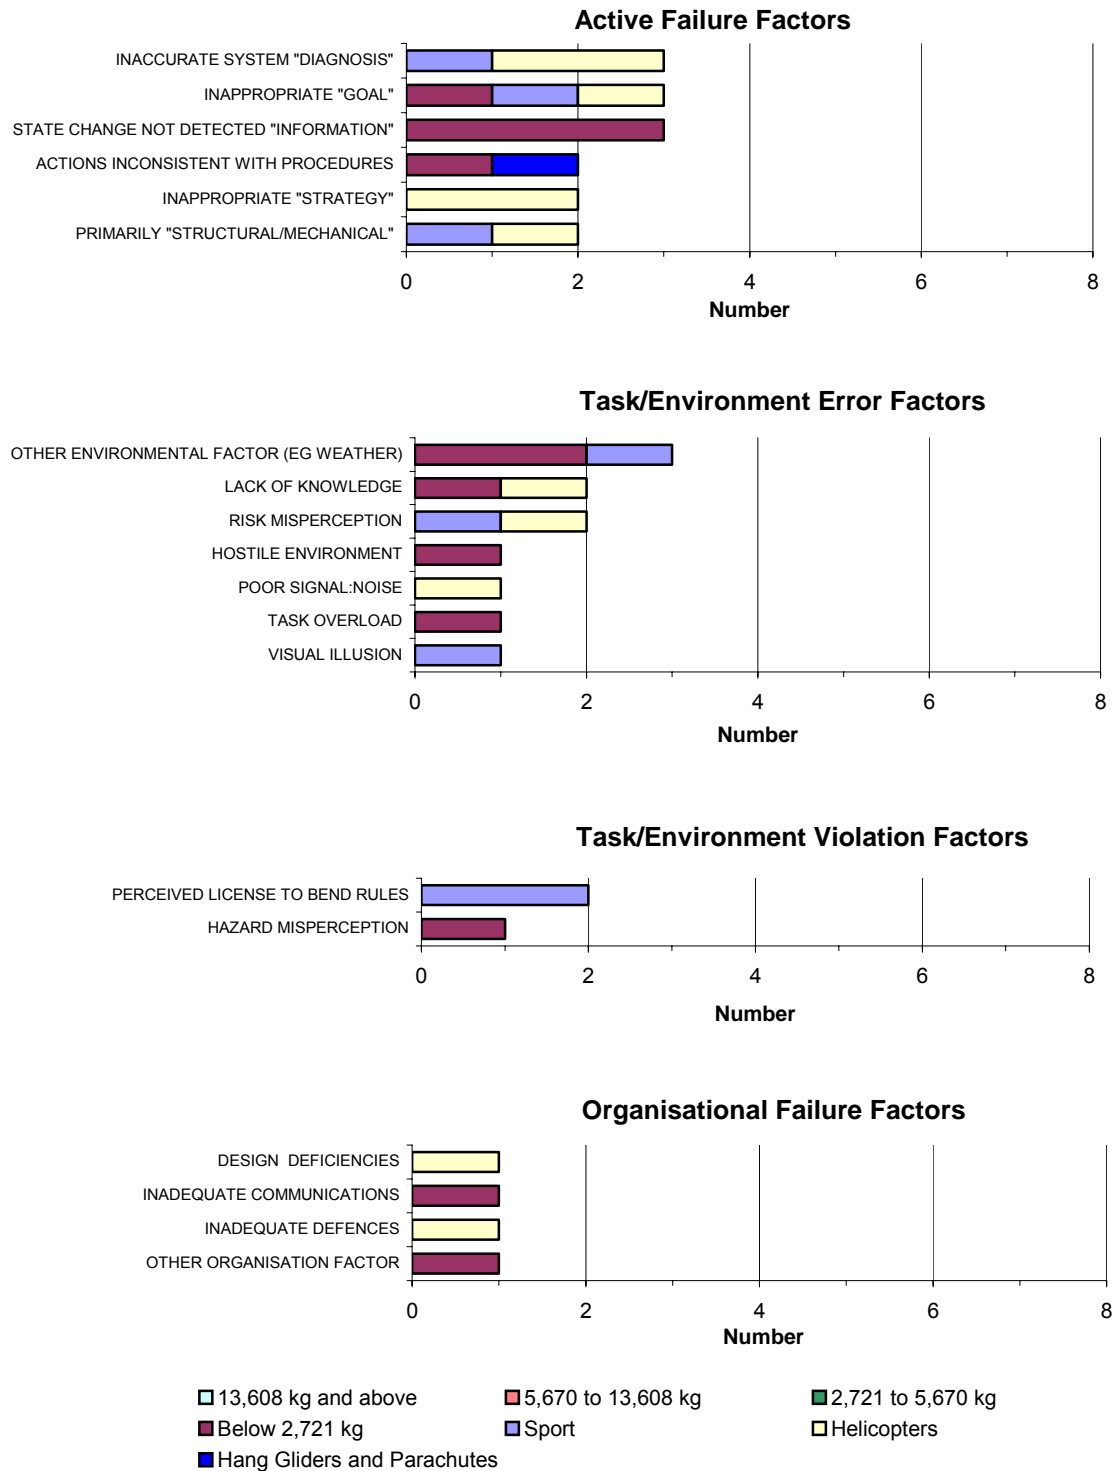 Active Failure Factors
INACCURATE SYSTEM "DIAGNOSIS"
INAPPROPRIATE "GOAL"
STATE CHANGE NOT DETECTED "INFORMATION"
ACTIONS INCONSISTENT WITH PROCEDURES
INAPPROPRIATE "STRATEGY"
PRIMARILY "STRUCTURAL/MECHANICAL"
0 2 4 6 8
Number
Task/Environment Error Factors
OTHER ENVIRONMENTAL FACTOR (EG WEATHER)
LACK OF KNOWLEDGE
RISK MISPERCEPTION
HOSTILE ENVIRONMENT
POOR SIGNAL:NOISE
TASK OVERLOAD
VISUAL ILLUSION
0 2 4 6 8
Number
Task/Environment Violation Factors
PERCEIVED LICENSE TO BEND RULES
HAZARD MISPERCEPTION
0 2 4 6 8
Number
Organisational Failure Factors
DESIGN DEFICIENCIES
INADEQUATE COMMUNICATIONS
INADEQUATE DEFENCES
OTHER ORGANISATION FACTOR
0 2 4 6 8
Number
13,608 kg and above 5,670 to 13,608 kg 2,721 to 5,670 kg
Below 2,721 kg Sport Helicopters
Hang Gliders and Parachutes